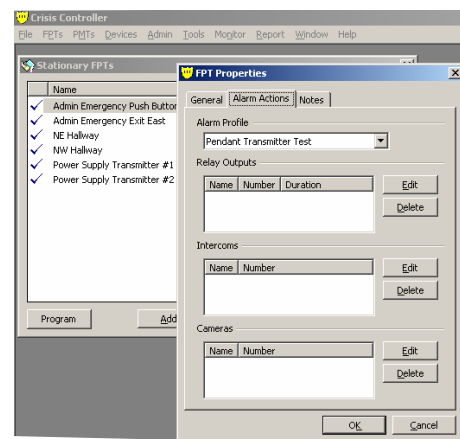 Crisis Controller
File FPTs PMTs Devices Admin Tools Monitor Report Window Help
Stationary FPTs
Name
Admin Emergency Push Button
Admin Emergency Exit East
NE Hallway
NW Hallway
Power Supply Transmitter #1
Power Supply Transmitter #2
Program
Add
FPT Properties
General Alarm Actions Notes
Alarm Profile
Pendant Transmitter Test
Relay Outputs
Name Number Duration
Edit
Delete
Intercoms
Name Number
Edit
Delete
Cameras
Name Number
Edit
Delete
OK Cancel